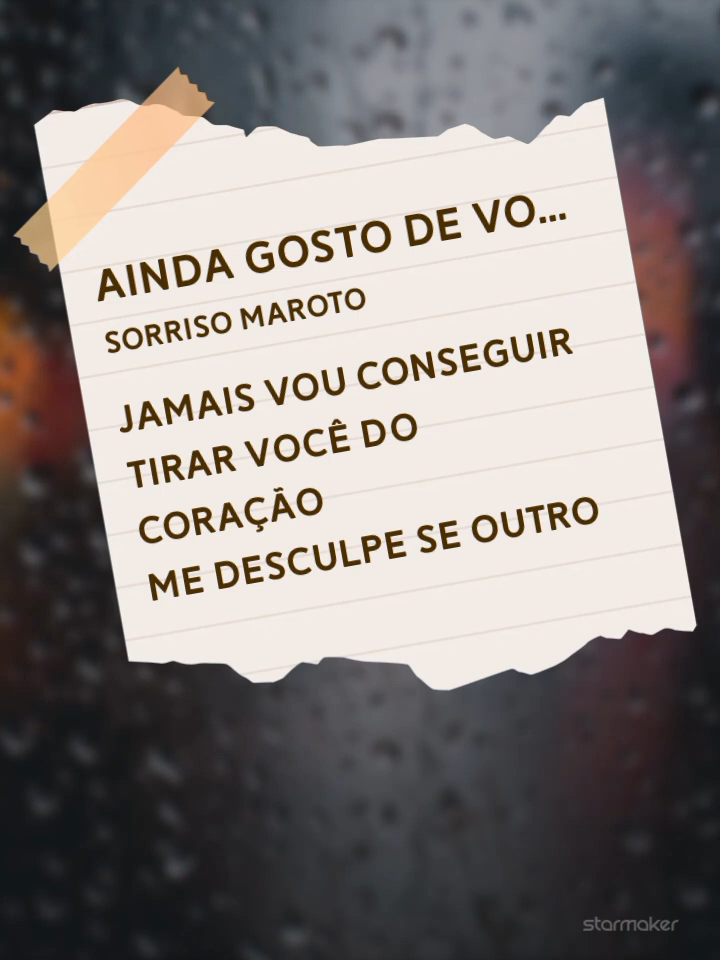 AINDA GOSTO DE VO...
SORRISO MAROTO
JAMAIS VOU CONSEGUIR
TIRAR VOCÊ DO
CORAÇÃO
ME DESCULPE SE OUTRO
starmaker